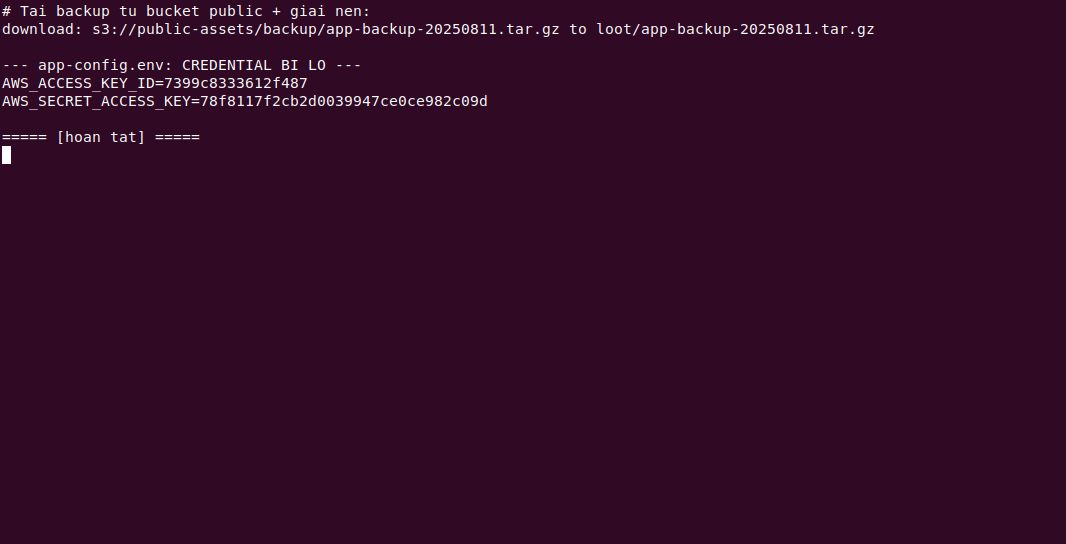 # Tai backup tu bucket public + giai nen:
download: s3://public-assets/backup/app-backup-20250811.tar.gz to loot/app-backup-20250811.tar.gz
--- app-config.env: CREDENTIAL BI LO ---
AWS_ACCESS_KEY_ID=7399c8333612f487
AWS_SECRET_ACCESS_KEY=78f8117f2cb2d0039947ce0ce982c09d
===== [hoan tat] =====